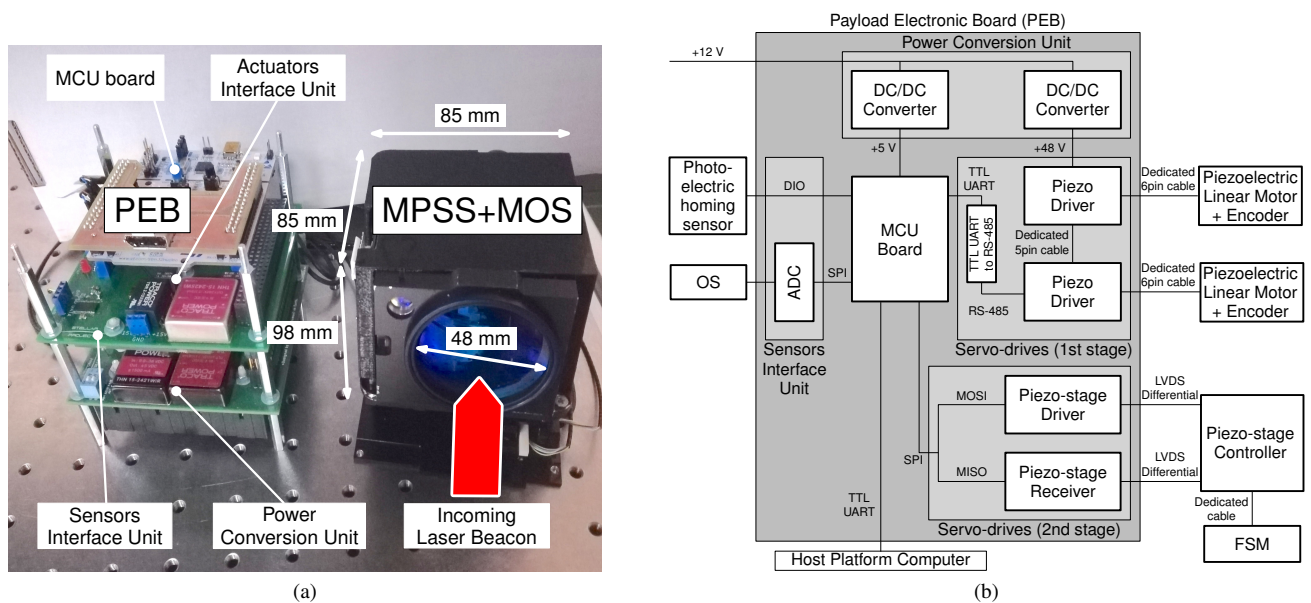 MCU board
Actuators
Interface Unit
85 mm
PEB
MPSS+MOS
85 mm
98 mm
48 mm
TRACO
POWER
POWER
THN 15-2421WIR
Sensors
Interface Unit
Power
Conversion Unit
Incoming
Laser Beacon
(a)
Payload Electronic Board (PEB)
Power Conversion Unit
+12 V
DC/DC
Converter
DC/DC
Converter
+5 V
+48 V
Photo-
electric
homing
sensor
DIO
OS
ADC
SPI
Sensors
Interface
Unit
MCU
Board
TTL
UART
TTL UART
to RS-485
RS-485
Piezo
Driver
Dedicated
5pin cable
Piezo
Driver
Servo-drives (1st stage)
Dedicated
6pin cable
Piezoelectric
Linear Motor
+ Encoder
Dedicated
6pin cable
Piezoelectric
Linear Motor
+ Encoder
MOSI
Piezo-stage
Driver
SPI
MISO
Piezo-stage
Receiver
Servo-drives (2nd stage)
LVDS
Differential
LVDS
Differential
Piezo-stage
Controller
Dedicated
cable
FSM
TTL
UART
Host Platform Computer
(b)